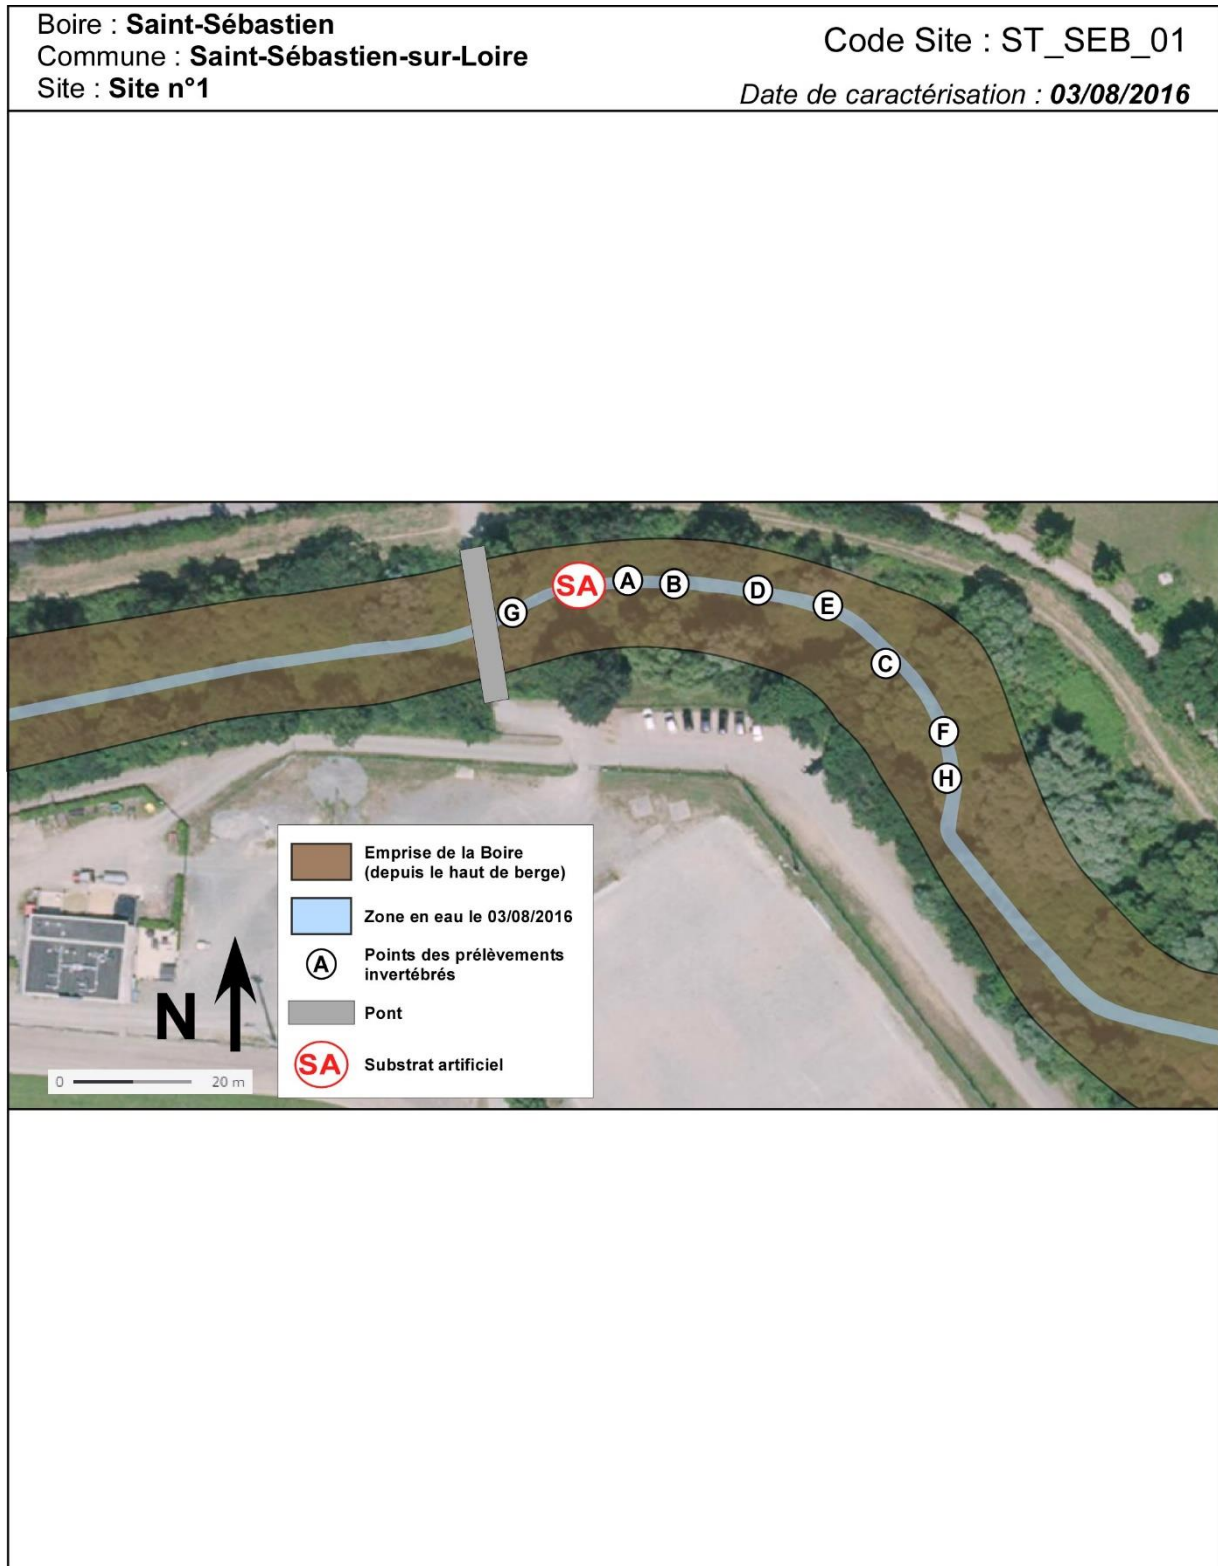 Boire : Saint-Sébastien
Commune : Saint-Sébastien-sur-Loire
Site : Site n°1
Code Site : ST_SEB_01
Date de caractérisation : 03/08/2016
SA
A
B
D
E
G
C
F
H
Emprise de la Boire
(depuis le haut de berge)
Zone en eau le 03/08/2016
A
Points des prélèvements
invertébrés
Pont
SA
Substrat artificiel
N
0
20 m